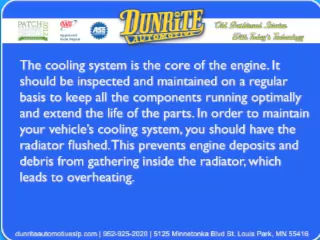 PATCH
DUNRITE
AUTOMOTIVE
AAA
ASE
Old Fashioned Service
With Today's Technology
The cooling system is the core of the engine. It
should be inspected and maintained on a regular
basis to keep all the components running optimally
and extend the life of the parts. In order to maintain
your vehicle's cooling system, you should have the
radiator flushed. This prevents engine deposits and
debris from gathering inside the radiator, which
leads to overheating.
dunriteautomotiveslp.com | 952-925-2020 | 5125 Minnetonka Blvd St. Louis Park, MN 55416